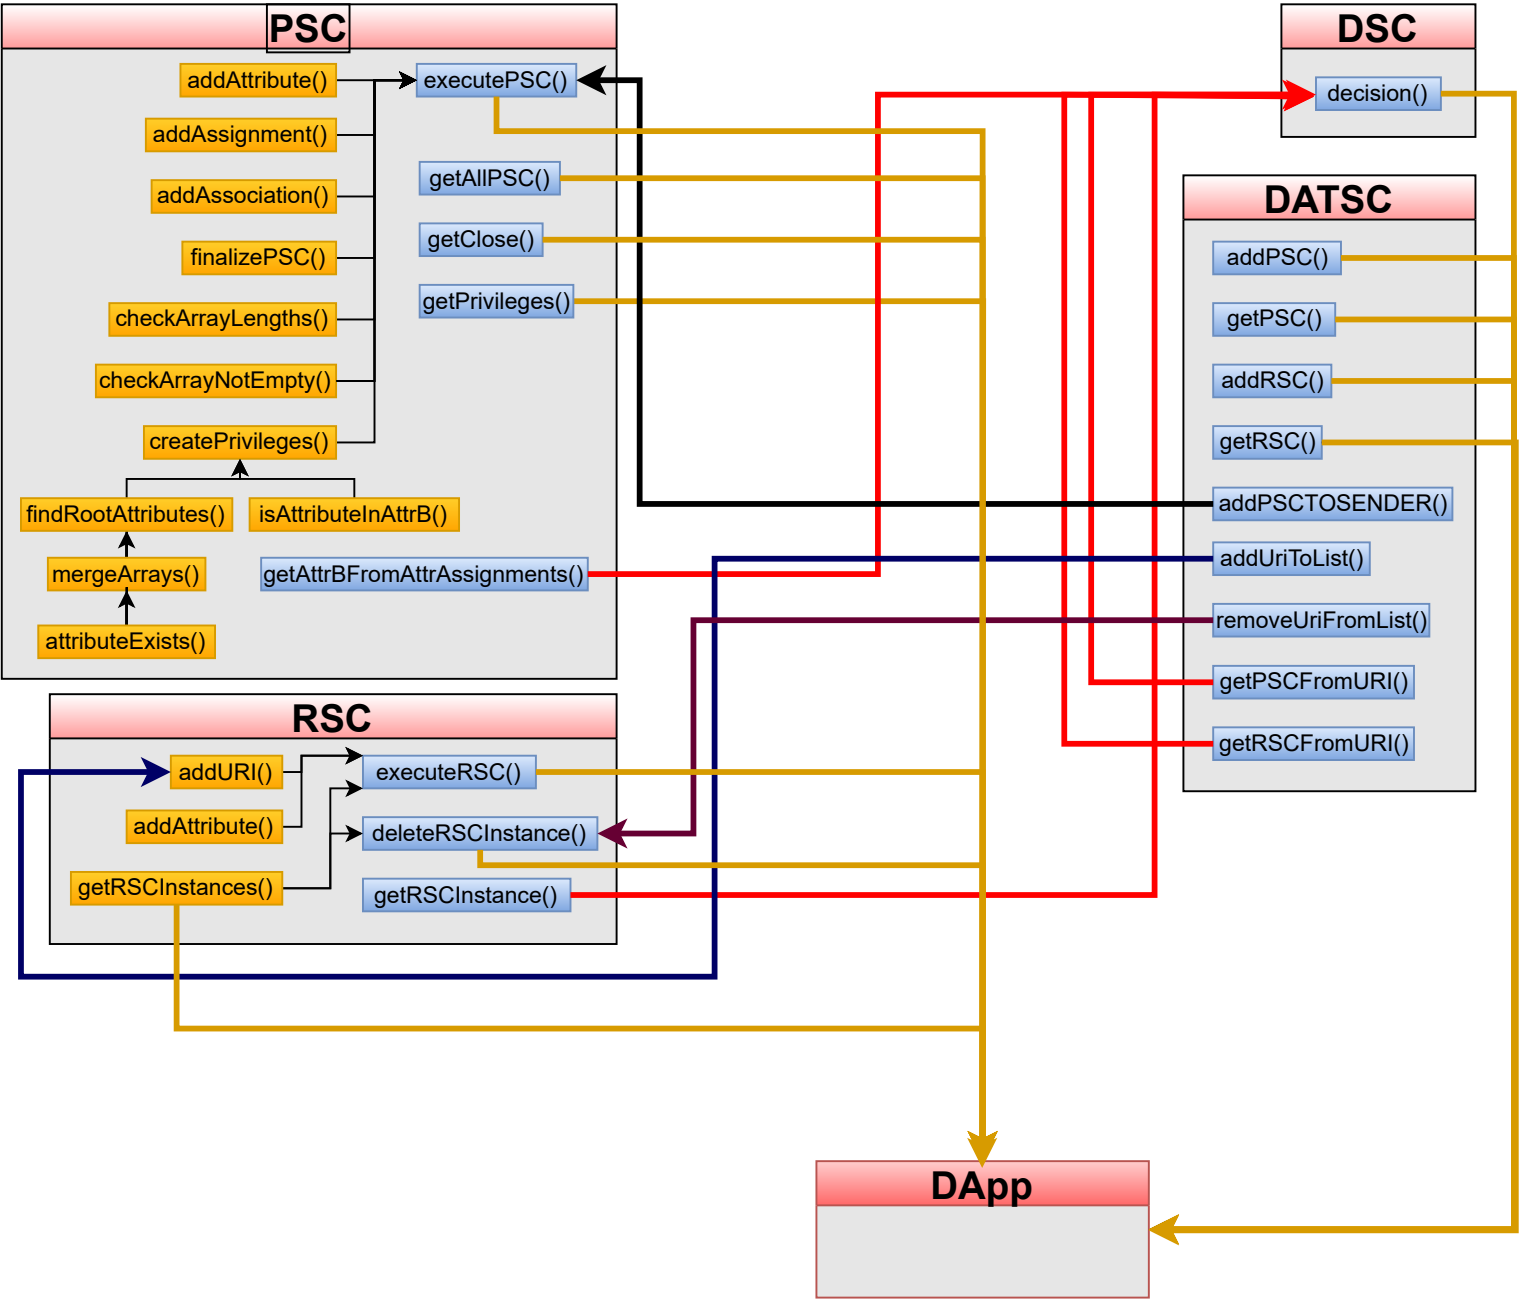 PSC
addAttribute()
executePSC()
addAssignment()
getAllPSC()
addAssociation()
getClose()
finalizePSC()
getPrivileges()
checkArrayLengths()
checkArrayNotEmpty()
createPrivileges()
findRootAttributes()
isAttributeInAttrB()
mergeArrays()
getAttrBFromAttrAssignments()
attributeExists()
RSC
addURI()
executeRSC()
addAttribute()
deleteRSCInstance()
getRSCInstances()
getRSCInstance()
DSC
decision()
DATSC
addPSC()
getPSC()
addRSC()
getRSC()
addPSCTOSENDER()
addUriToList()
removeUriFromList()
getPSCFromURI()
getRSCFromURI()
DApp